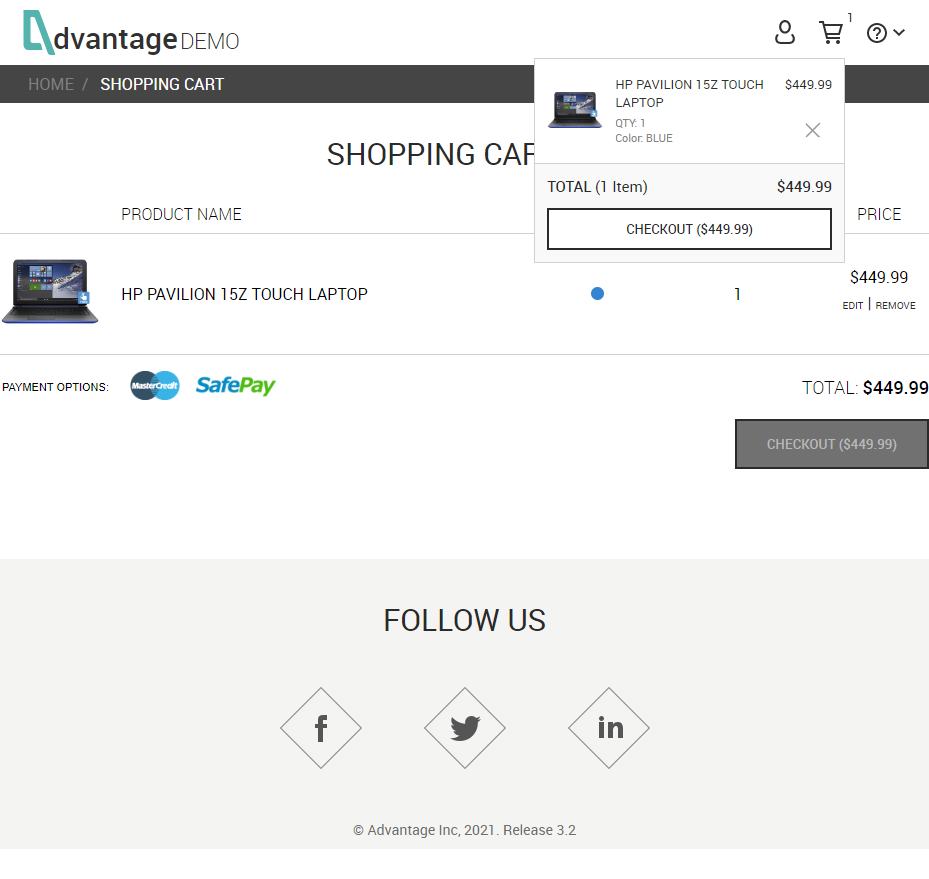 dvantage DEMO
1
HOME / SHOPPING CART
HP PAVILION 15Z TOUCH LAPTOP $449.99
QTY: 1
Color: BLUE
TOTAL (1 Item) $449.99
CHECKOUT ($449.99)
SHOPPING CAR
PRODUCT NAME PRICE
HP PAVILION 15Z TOUCH LAPTOP 1 $449.99
EDIT | REMOVE
PAYMENT OPTIONS: MasterCredit SafePay TOTAL: $449.99
CHECKOUT ($449.99)
FOLLOW US
f in
© Advantage Inc, 2021. Release 3.2